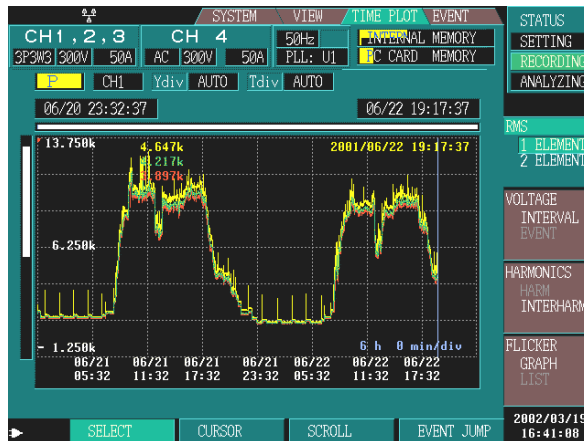 SYSTEM VIEW TIME PLOT EVENT
CH1,2,3 CH 4 50Hz INTERNAL MEMORY
3P3W3 300V 50A AC 300V 50A PLL: U1 PC CARD MEMORY
P CH1 Ydiv AUTO Tdiv AUTO
06/20 23:32:37 06/22 19:17:37
13.750k 4.647k 2001/06/22 19:17:37
217k
897k
6.250k
- 1.250k 6 h 0 min/div
06/21 06/21 06/21 06/21 06/22 06/22 06/22
05:32 11:32 17:32 23:32 05:32 11:32 17:32
SELECT CURSOR SCROLL EVENT JUMP
STATUS
SETTING
RECORDING
ANALYZING
RMS
1 ELEMENT
2 ELEMENT
VOLTAGE
INTERVAL
EVENT
HARMONICS
HARM
INTERHARM
FLICKER
GRAPH
LIST
2002/03/19
16:41:08